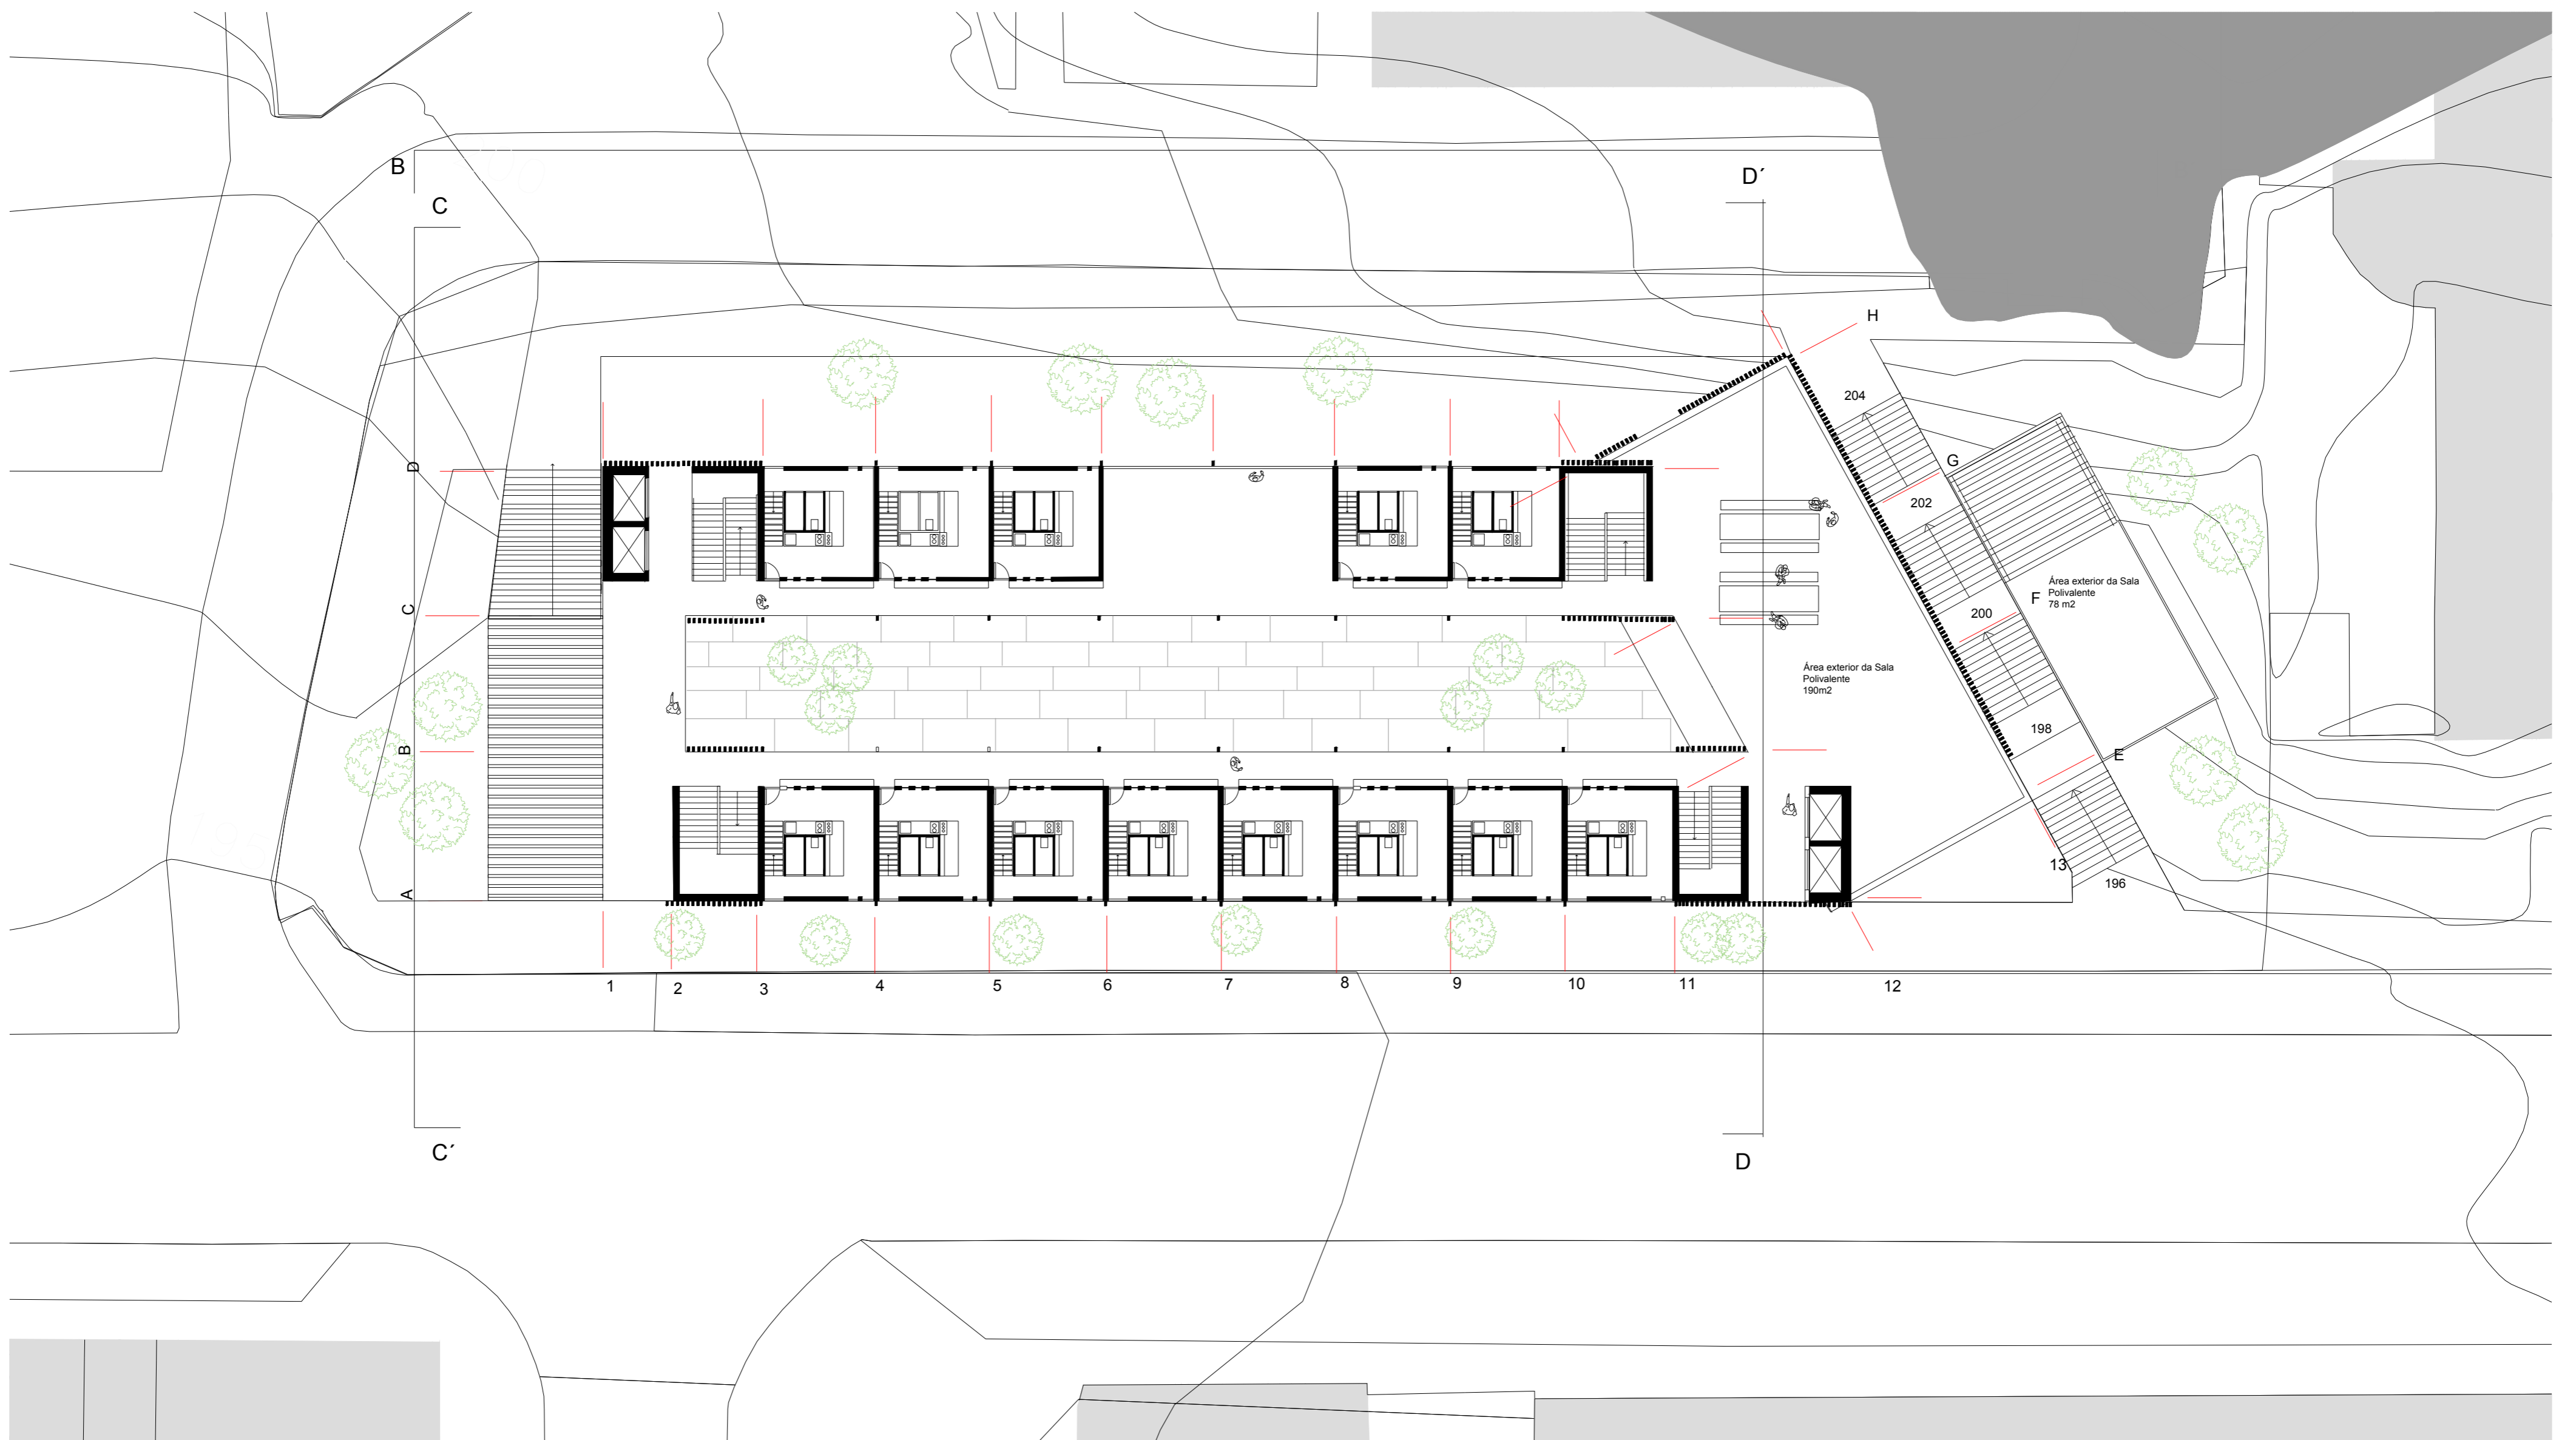 B
C
D´
H
204
D
G
202
Área exterior da Sala
Polivalente
78 m2
F
C
200
Área exterior da Sala
Polivalente
190m2
198
B
E
13
196
A
1
2
3
4
5
6
7
8
9
10
11
12
C´
D